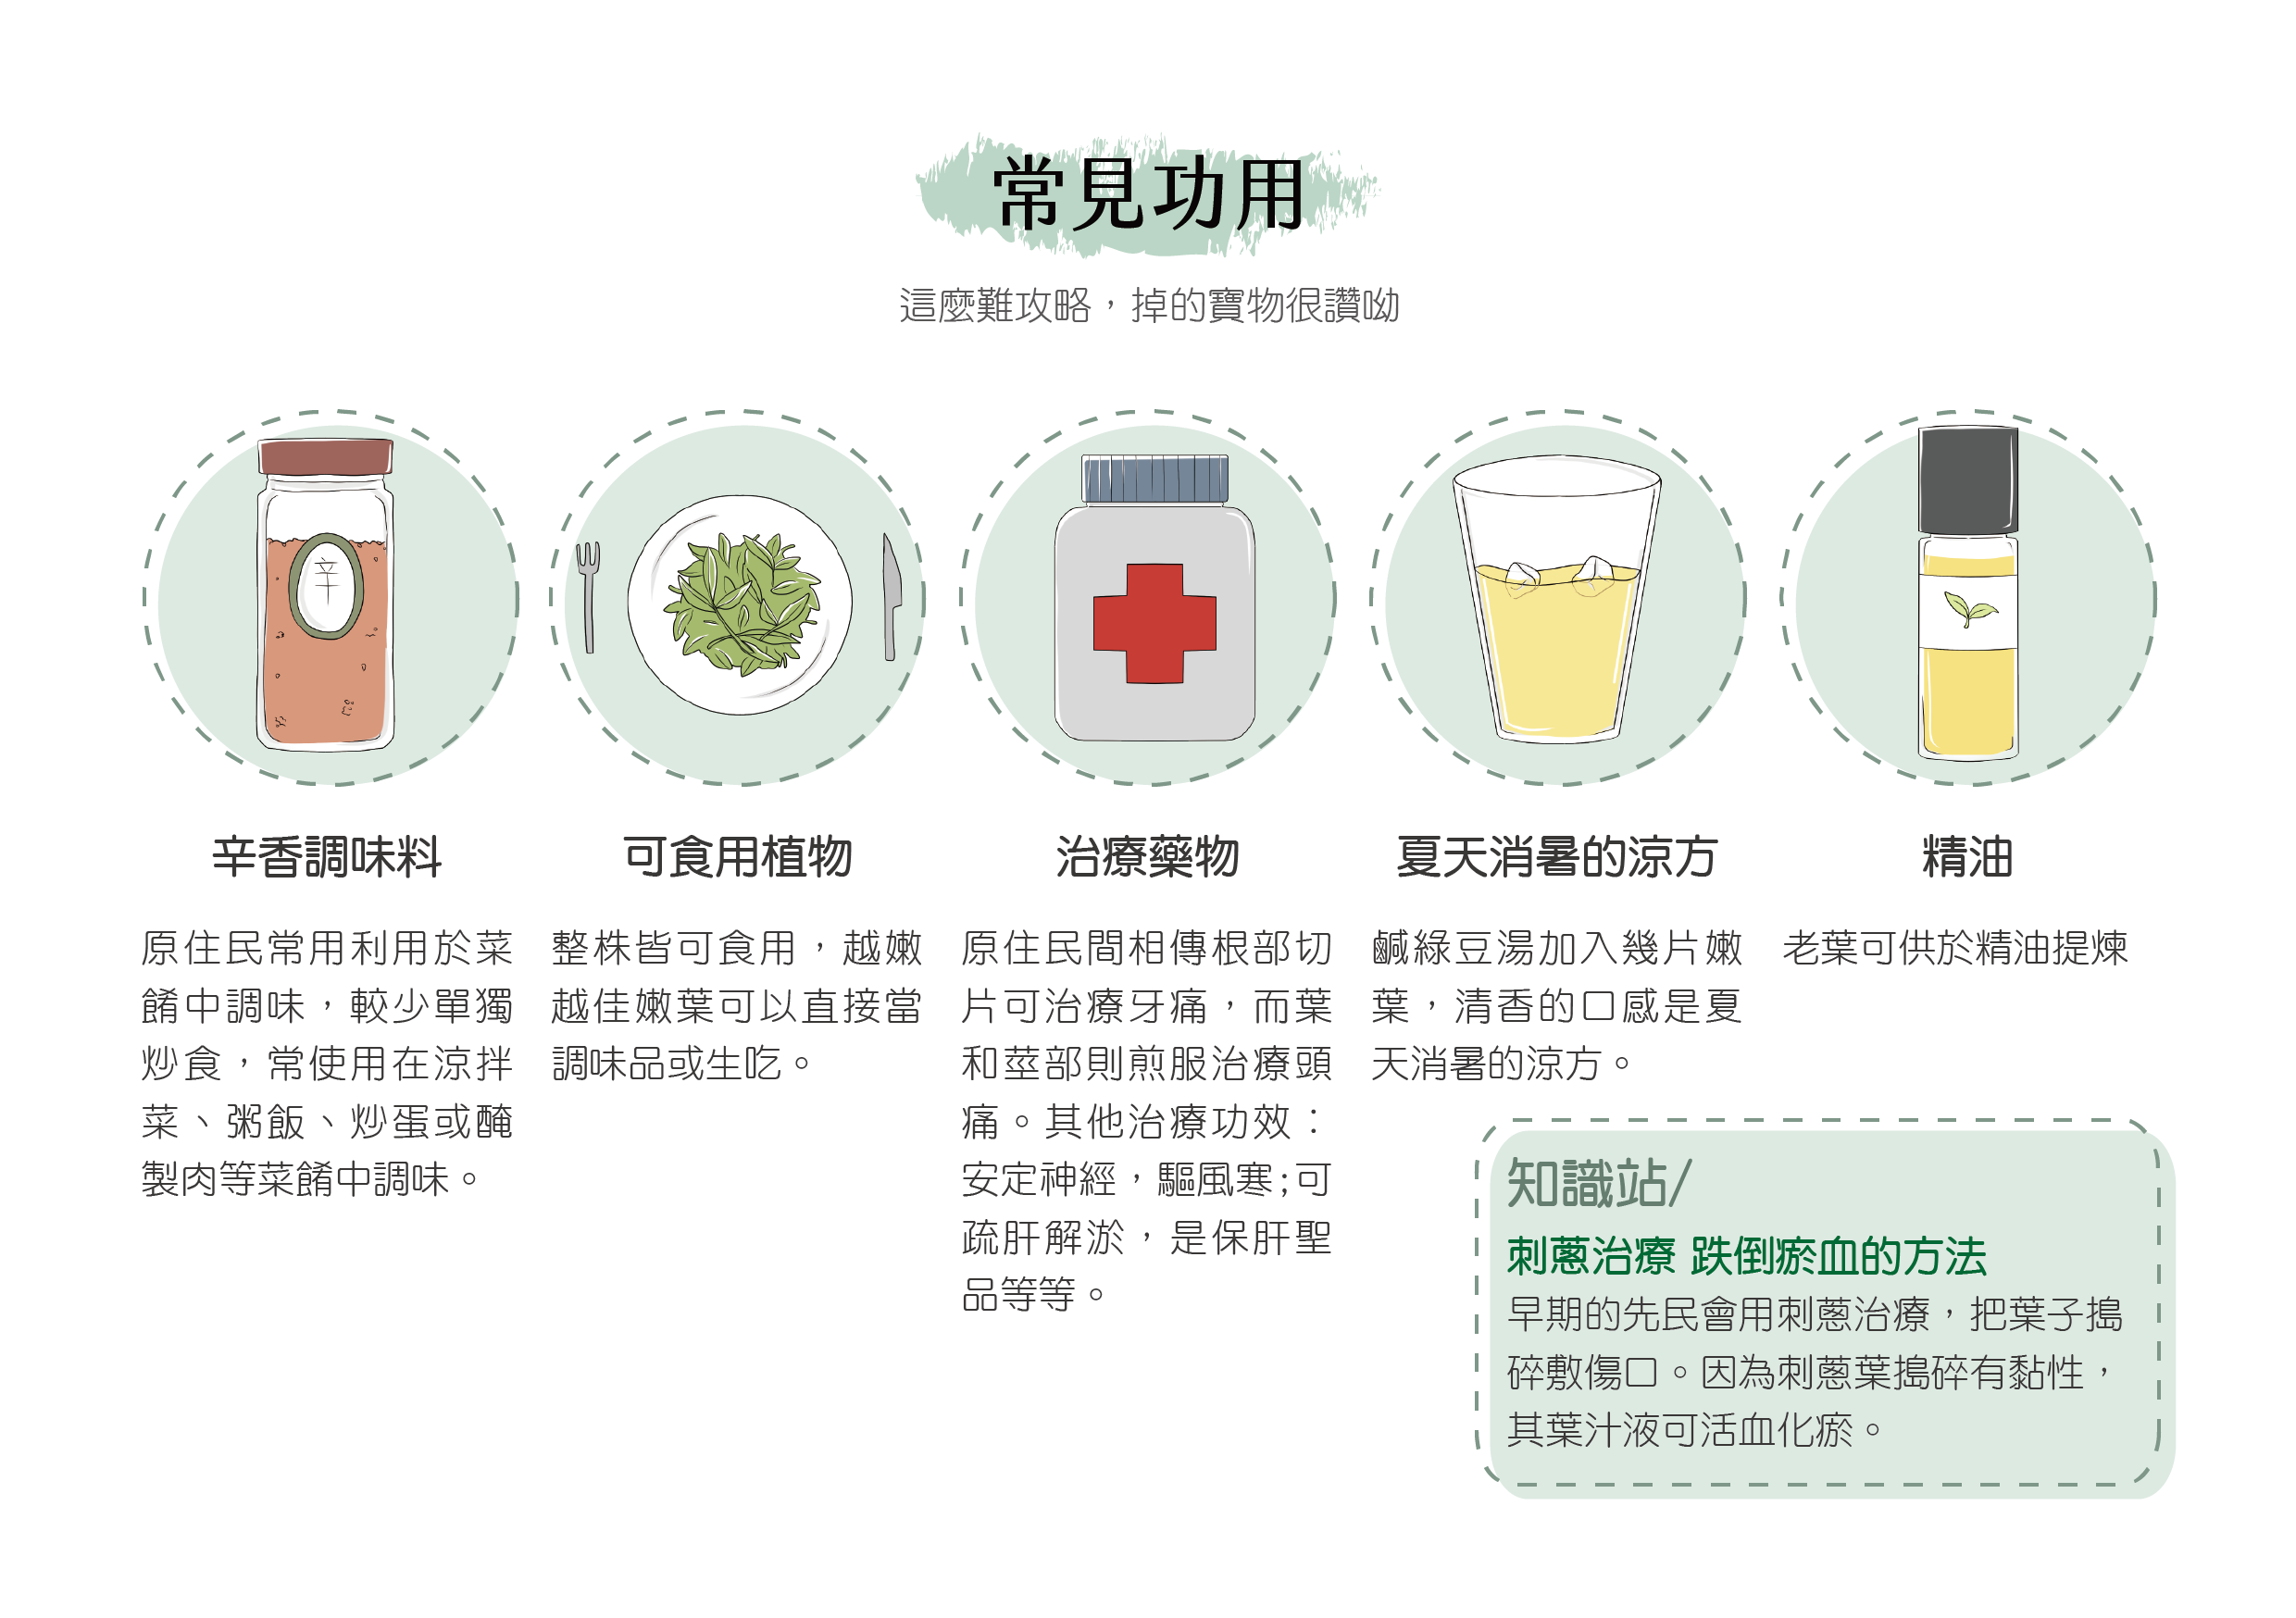 常見功用
這麼難攻略，掉的寶物很讚呦
辛
辛香調味料
原住民常用利用於菜
餚中調味，較少單獨
炒食，常使用在涼拌
菜、粥飯、炒蛋或醃
製肉等菜餚中調味。
可食用植物
整株皆可食用，越嫩
越佳嫩葉可以直接當
調味品或生吃。
治療藥物
原住民間相傳根部切
片可治療牙痛，而葉
和莖部則煎服治療頭
痛。其他治療功效：
安定神經，驅風寒;可
疏肝解淤，是保肝聖
品等等。
夏天消暑的涼方
鹹綠豆湯加入幾片嫩
葉，清香的口感是夏
天消暑的涼方。
精油
老葉可供於精油提煉
知識站/
刺蔥治療 跌倒瘀血的方法
早期的先民會用刺蔥治療，把葉子搗
碎敷傷口。因為刺蔥葉搗碎有黏性，
其葉汁液可活血化瘀。